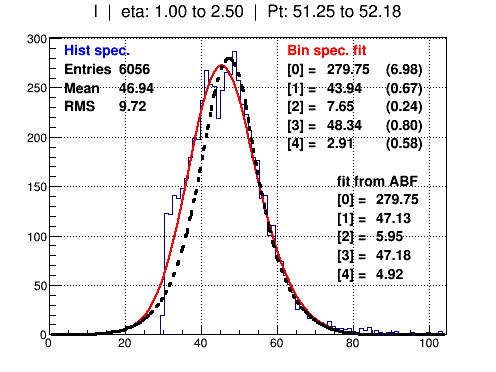 I | eta: 1.00 to 2.50 | Pt: 51.25 to 52.18
Hist spec.
Entries 6056
Mean 46.94
RMS 9.72
Bin spec. fit
[0] = 279.75 (6.98)
[1] = 43.94 (0.67)
[2] = 7.65 (0.24)
[3] = 48.34 (0.80)
[4] = 2.91 (0.58)
fit from ABF
[0] = 279.75
[1] = 47.13
[2] = 5.95
[3] = 47.18
[4] = 4.92
300
250
200
150
100
50
0
0 20 40 60 80 100